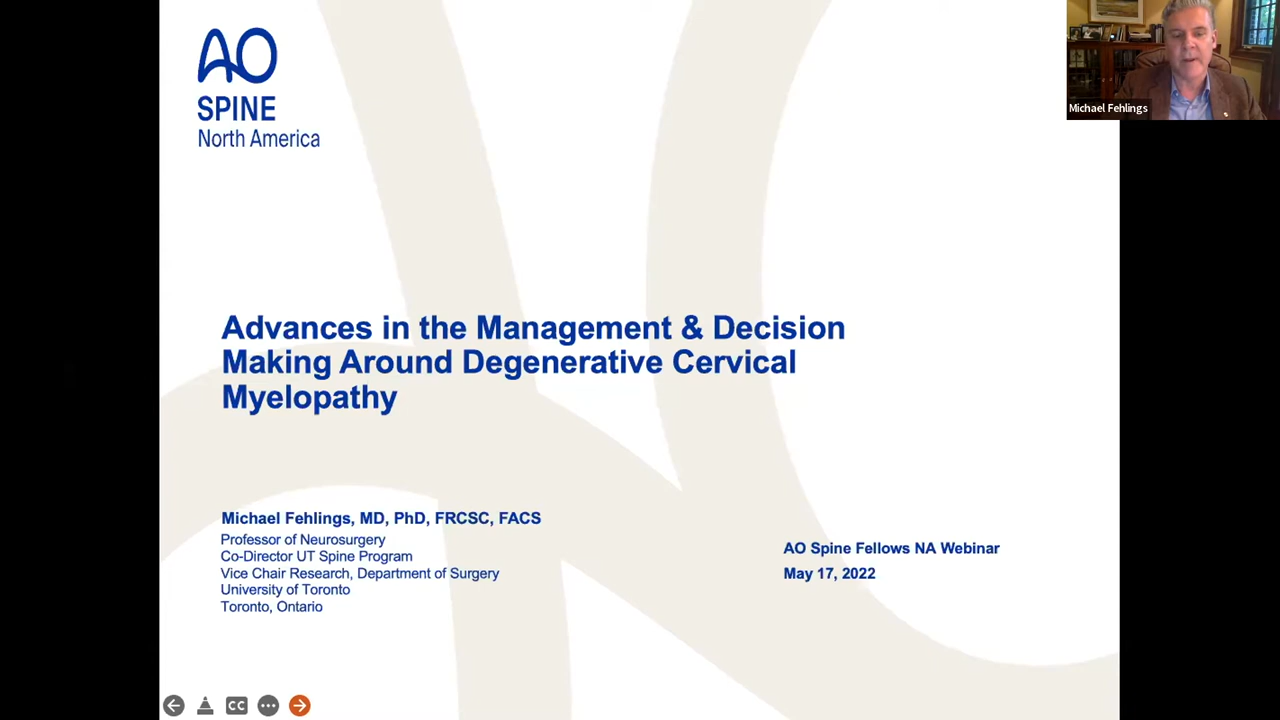 AO
SPINE
North America
Michael Fehlings
Advances in the Management & Decision
Making Around Degenerative Cervical
Myelopathy
Michael Fehlings, MD, PhD, FRCSC, FACS
Professor of Neurosurgery
Co-Director UT Spine Program
Vice Chair Research, Department of Surgery
University of Toronto
Toronto, Ontario
AO Spine Fellows NA Webinar
May 17, 2022
CC